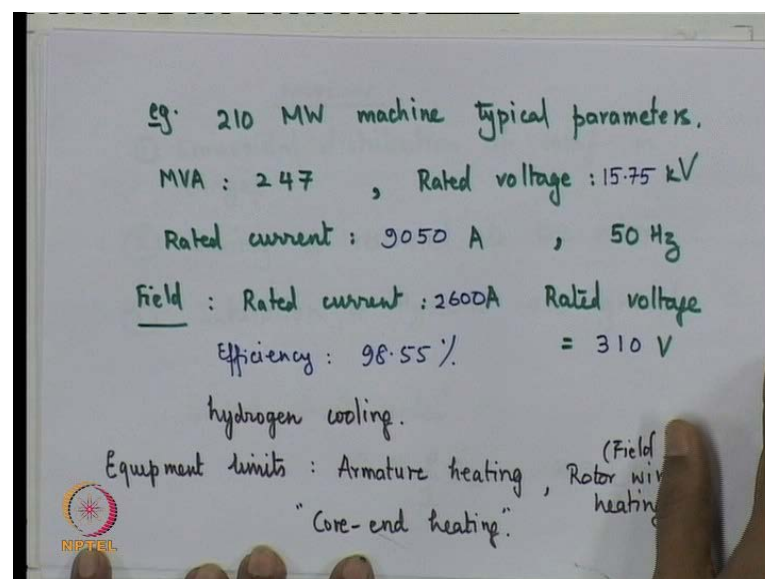 eg. 210 MW machine typical parameters.
MVA : 247 , Rated voltage : 15.75 kV
Rated current : 9050 A , 50 Hz
Field : Rated current : 2600A Rated voltage = 310 V
Efficiency : 98.55 %.
hydrogen cooling.
Equipment limits : Armature heating , (Field Rotor heating
"Core-end heating".
NPTEL